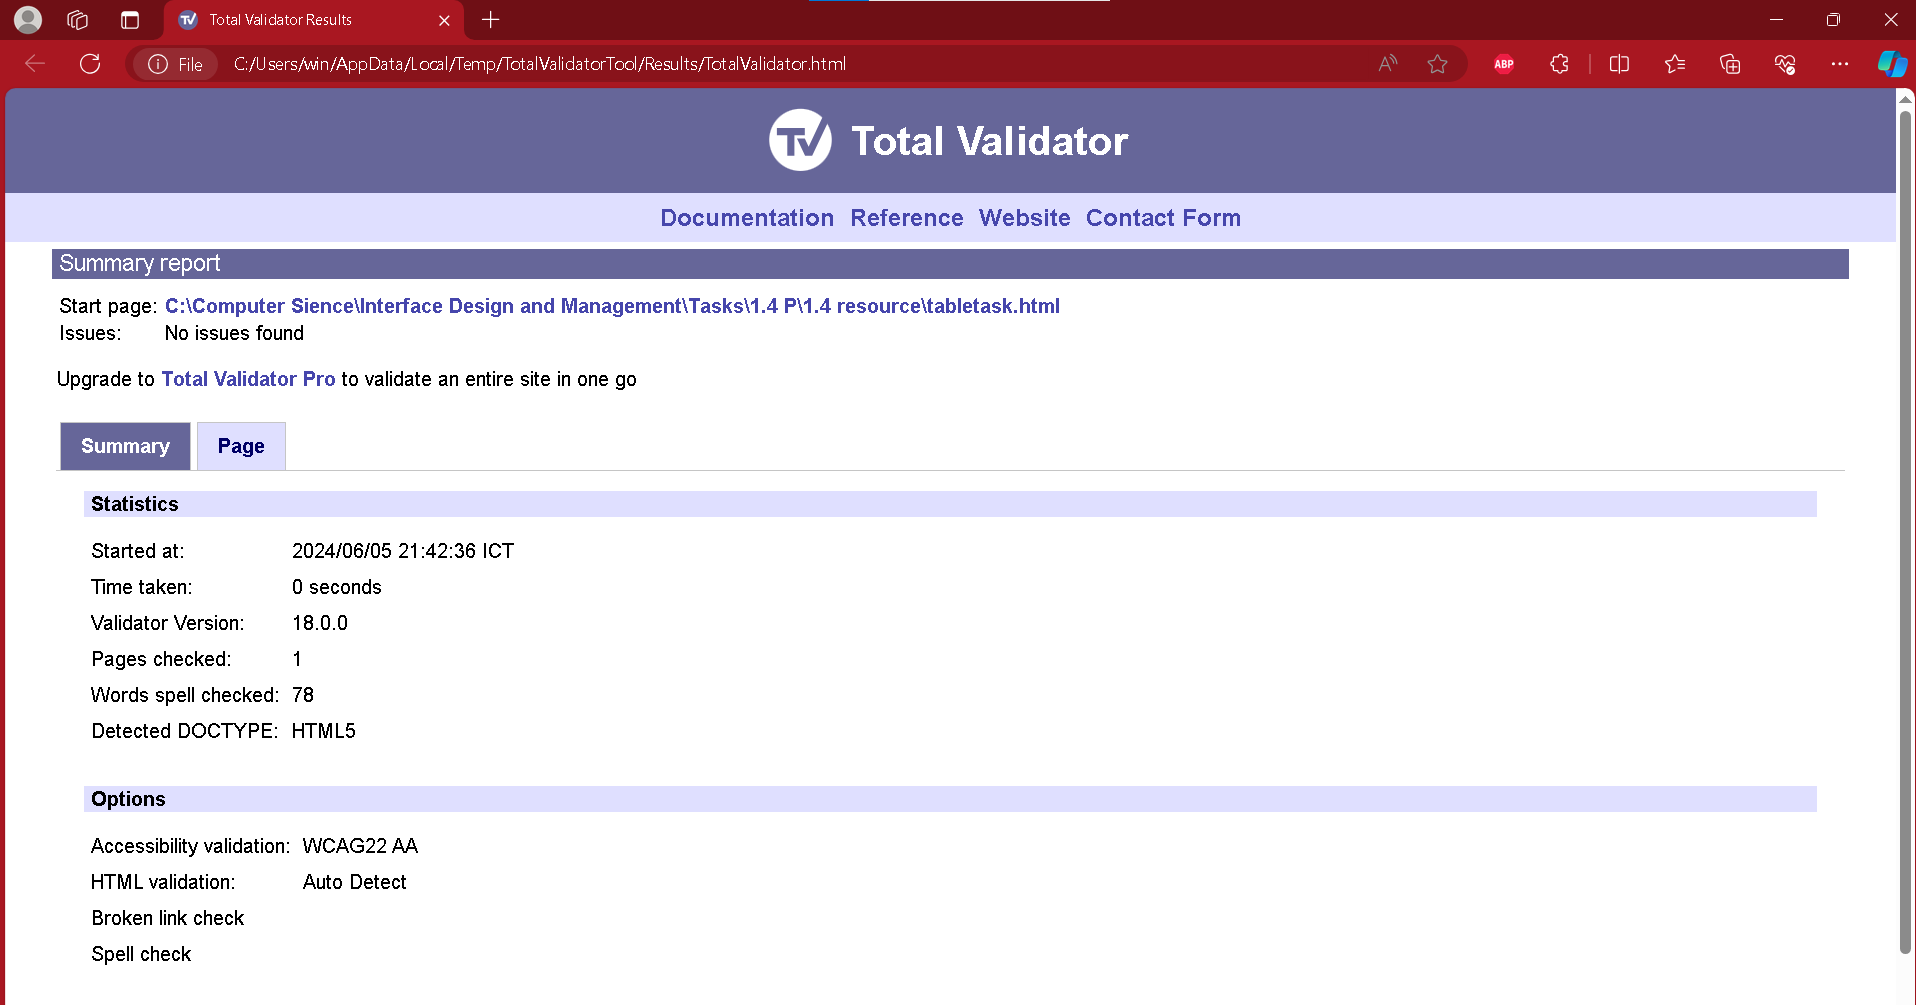 Total Validator Results
File C:/Users/win/AppData/Local/Temp/TotalValidatorTool/Results/TotalValidator.html
A))
ABP
TV Total Validator
Documentation Reference Website Contact Form
Summary report
Start page: C:\Computer Sience\Interface Design and Management\Tasks\1.4 P\1.4 resource\tabletask.html
Issues: No issues found
Upgrade to Total Validator Pro to validate an entire site in one go
Summary Page
Statistics
Started at: 2024/06/05 21:42:36 ICT
Time taken: 0 seconds
Validator Version: 18.0.0
Pages checked: 1
Words spell checked: 78
Detected DOCTYPE: HTML5
Options
Accessibility validation: WCAG22 AA
HTML validation: Auto Detect
Broken link check
Spell check